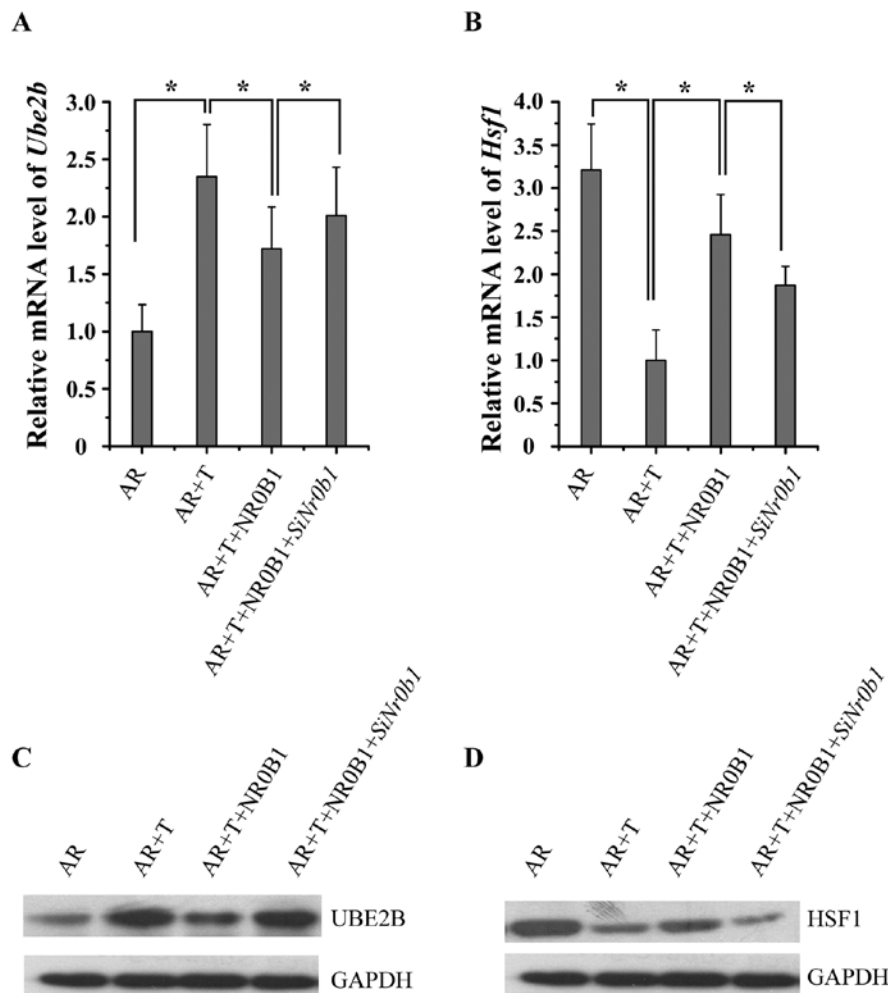 A
Relative mRNA level of Ube2b
3.0
2.5
2.0
1.5
1.0
0.5
0
* * *
AR
AR+T
AR+T+NR0B1
AR+T+NR0B1+SiNr0b1
B
Relative mRNA level of Hsf1
4.0
3.5
3.0
2.5
2.0
1.5
1.0
0.5
0
* * *
AR
AR+T
AR+T+NR0B1
AR+T+NR0B1+SiNr0b1
C
AR
AR+T
AR+T+NR0B1
AR+T+NR0B1+SiNr0b1
UBE2B
GAPDH
D
AR
AR+T
AR+T+NR0B1
AR+T+NR0B1+SiNr0b1
HSF1
GAPDH